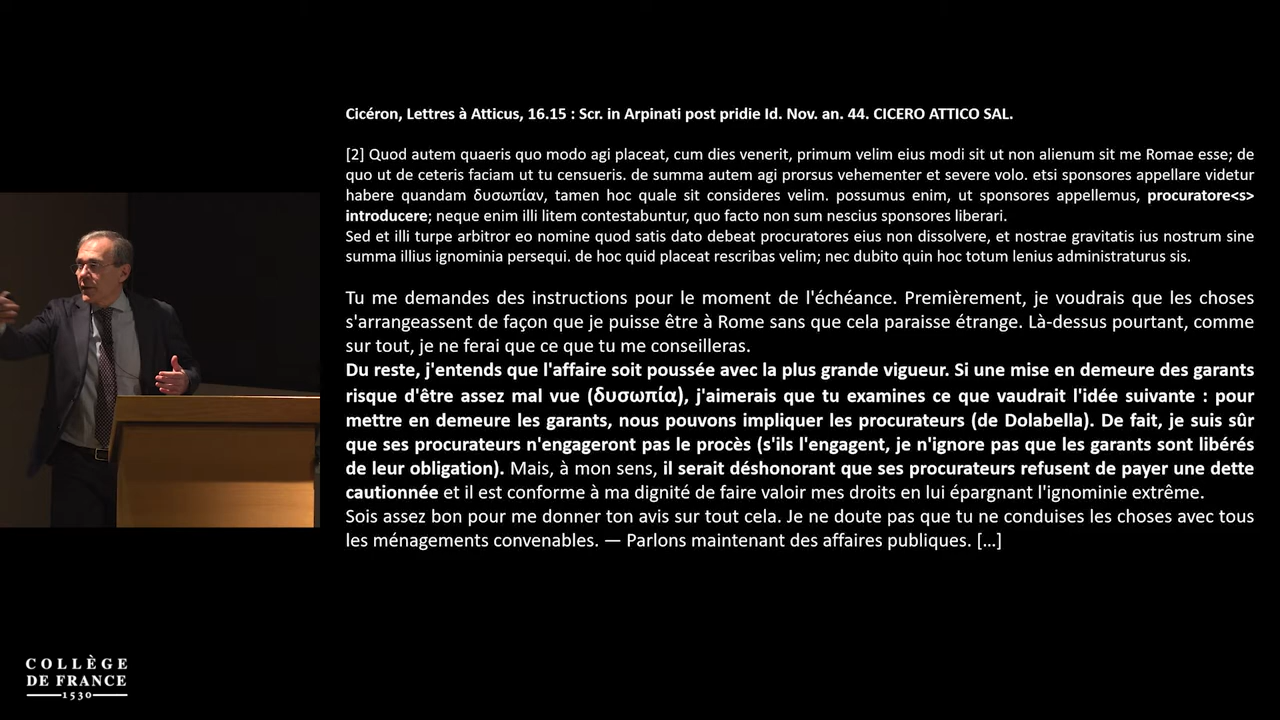 Cicéron, Lettres à Atticus, 16.15 : Scr. in Arpinati post pridie Id. Nov. an. 44. CICERO ATTICO SAL.
[2] Quod autem quaeris quo modo agi placeat, cum dies venerit, primum velim eius modi sit ut non alienum sit me Romae esse; de
quo ut de ceteris faciam ut tu censueris. de summa autem agi prorsus vehementer et severe volo. etsi sponsores appellare videtur
habere quandam δυσωπίαν, tamen hoc quale sit consideres velim. possumus enim, ut sponsores appellemus, procuratore<s>
introducere; neque enim illi litem contestabuntur, quo facto non sum nescius sponsores liberari.
Sed et illi turpe arbitror eo nomine quod satis dato debeat procuratores eius non dissolvere, et nostrae gravitatis ius nostrum sine
summa illius ignominia persequi. de hoc quid placeat rescribas velim; nec dubito quin hoc totum lenius administraturus sis.
Tu me demandes des instructions pour le moment de l'échéance. Premièrement, je voudrais que les choses
s'arrangeassent de façon que je puisse être à Rome sans que cela paraisse étrange. Là-dessus pourtant, comme
sur tout, je ne ferai que ce que tu me conseilleras.
Du reste, j'entends que l'affaire soit poussée avec la plus grande vigueur. Si une mise en demeure des garants
risque d'être assez mal vue (δυσωπία), j'aimerais que tu examines ce que vaudrait l'idée suivante : pour
mettre en demeure les garants, nous pouvons impliquer les procurateurs (de Dolabella). De fait, je suis sûr
que ses procurateurs n'engageront pas le procès (s'ils l'engagent, je n'ignore pas que les garants sont libérés
de leur obligation). Mais, à mon sens, il serait déshonorant que ses procurateurs refusent de payer une dette
cautionnée et il est conforme à ma dignité de faire valoir mes droits en lui épargnant l'ignominie extrême.
Sois assez bon pour me donner ton avis sur tout cela. Je ne doute pas que tu ne conduises les choses avec tous
les ménagements convenables. — Parlons maintenant des affaires publiques. […]
COLLÈGE
DE FRANCE
1530